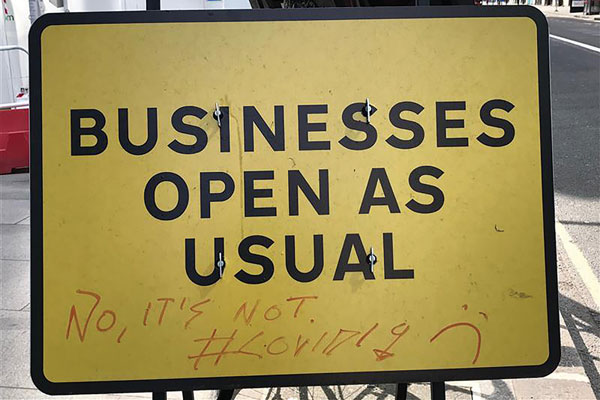 BUSINESSES
OPEN AS
USUAL
No, IT'S NOT.
#COVID19 :(